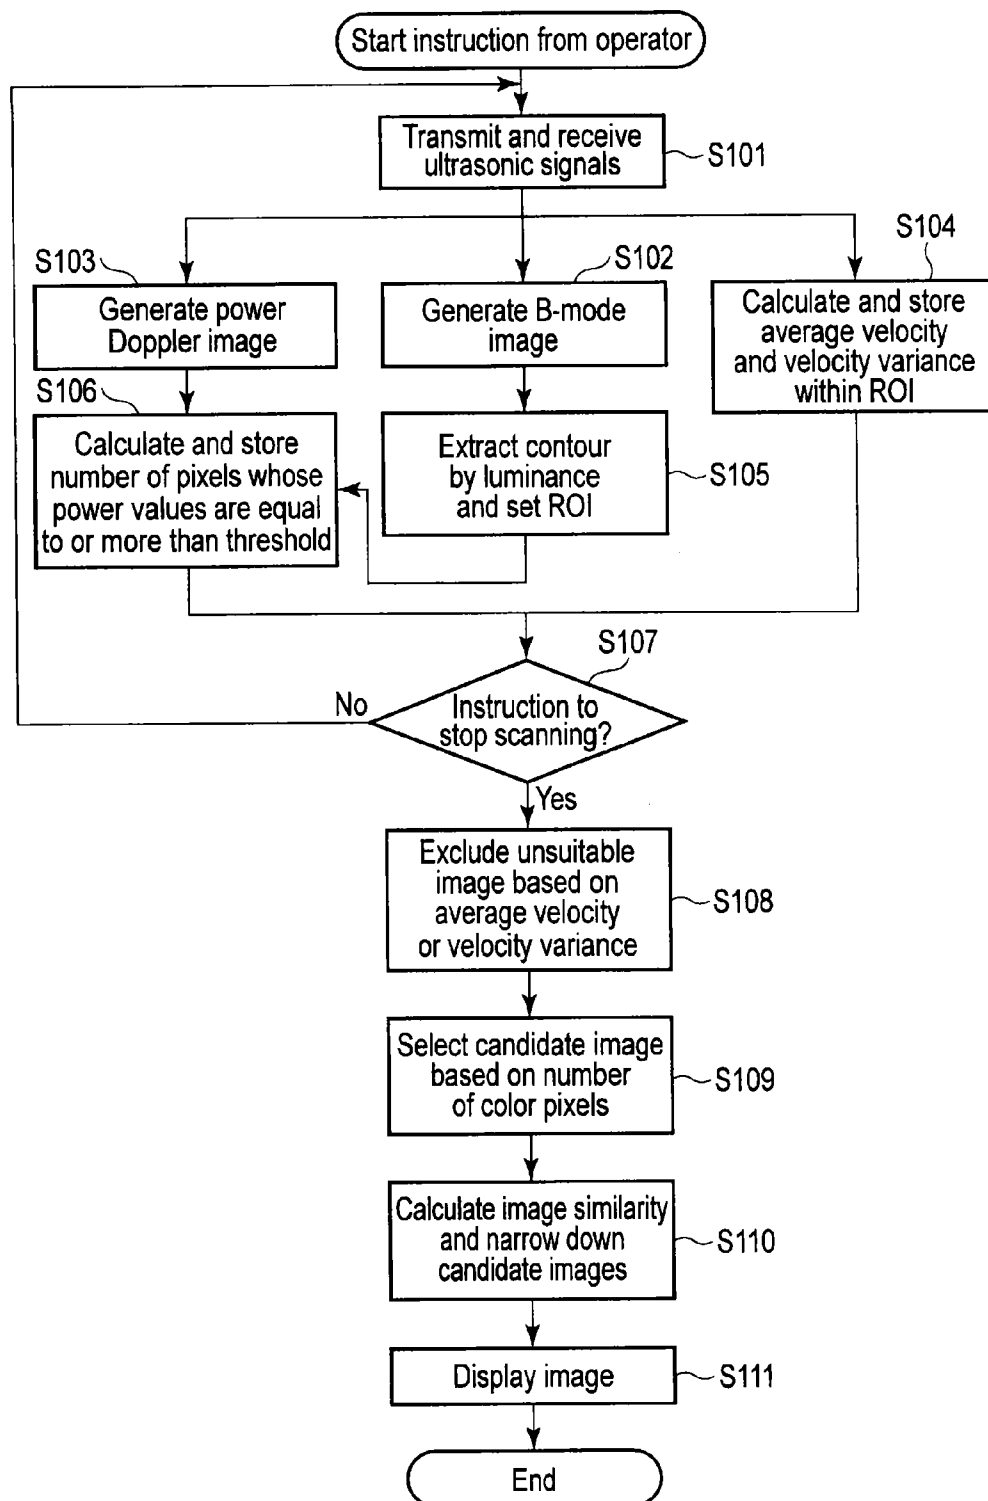 Start instruction from operator
Transmit and receive
ultrasonic signals
S101
S103
S102
S104
Generate power
Doppler image
Generate B-mode
image
Calculate and store
average velocity
and velocity variance
within ROI
S106
Calculate and store
number of pixels whose
power values are equal
to or more than threshold
Extract contour
by luminance
and set ROI
S105
S107
No
Instruction to
stop scanning?
Yes
Exclude unsuitable
image based on
average velocity
or velocity variance
S108
Select candidate image
based on number
of color pixels
S109
Calculate image similarity
and narrow down
candidate images
S110
Display image
S111
End